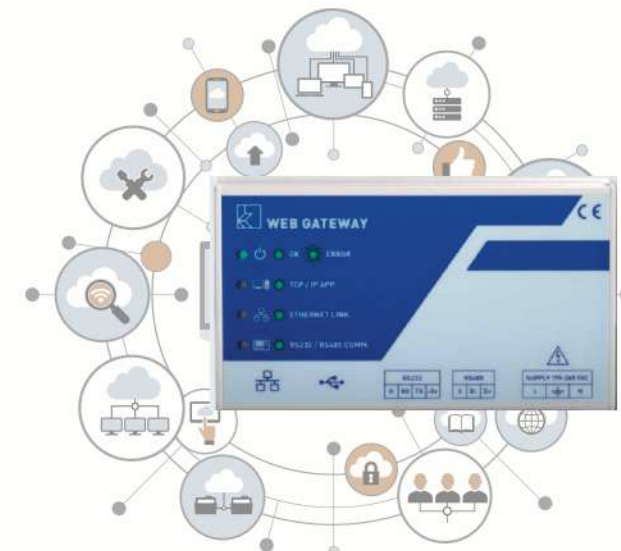 WEB GATEWAY
CE
OK ERROR
TCP / IP APP
ETHERNET LINK
RS232 / RS485 COMM.
RS232 RS485 SUPPLY
L N